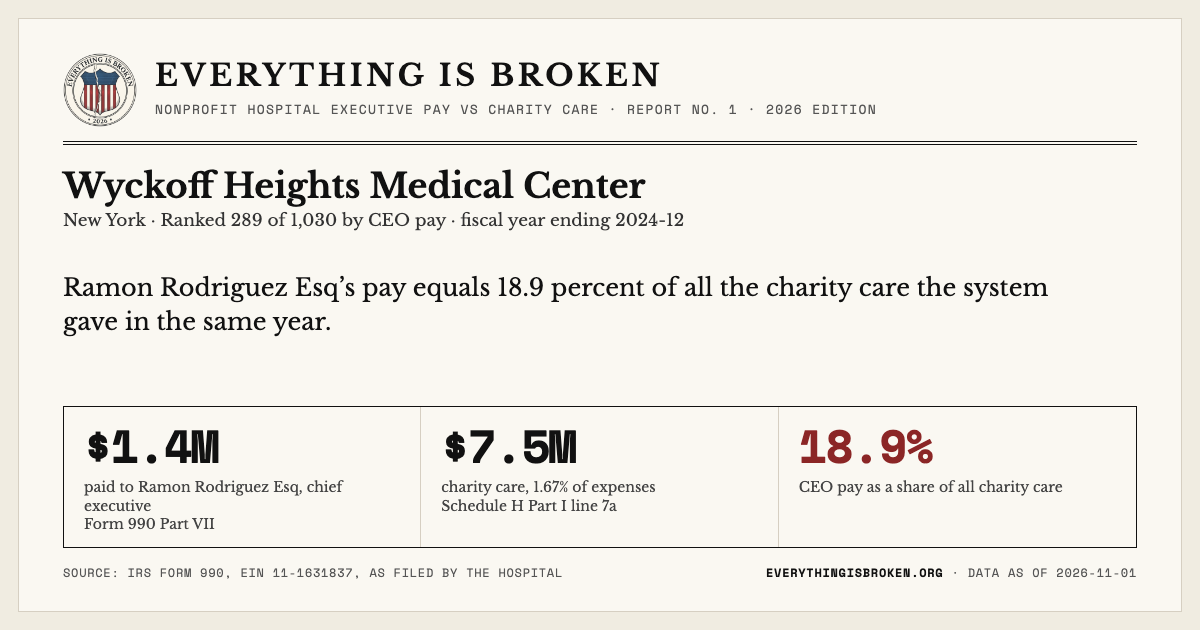 EVERYTHING IS BROKEN
2026
EVERYTHING IS BROKEN
NONPROFIT HOSPITAL EXECUTIVE PAY VS CHARITY CARE · REPORT NO. 1 · 2026 EDITION
Wyckoff Heights Medical Center
New York · Ranked 289 of 1,030 by CEO pay · fiscal year ending 2024-12
Ramon Rodriguez Esq’s pay equals 18.9 percent of all the charity care the system
gave in the same year.
$1.4M
paid to Ramon Rodriguez Esq, chief
executive
Form 990 Part VII
$7.5M
charity care, 1.67% of expenses
Schedule H Part I line 7a
18.9%
CEO pay as a share of all charity care
SOURCE: IRS FORM 990, EIN 11-1631837, AS FILED BY THE HOSPITAL
EVERYTHINGISBROKEN.ORG · DATA AS OF 2026-11-01